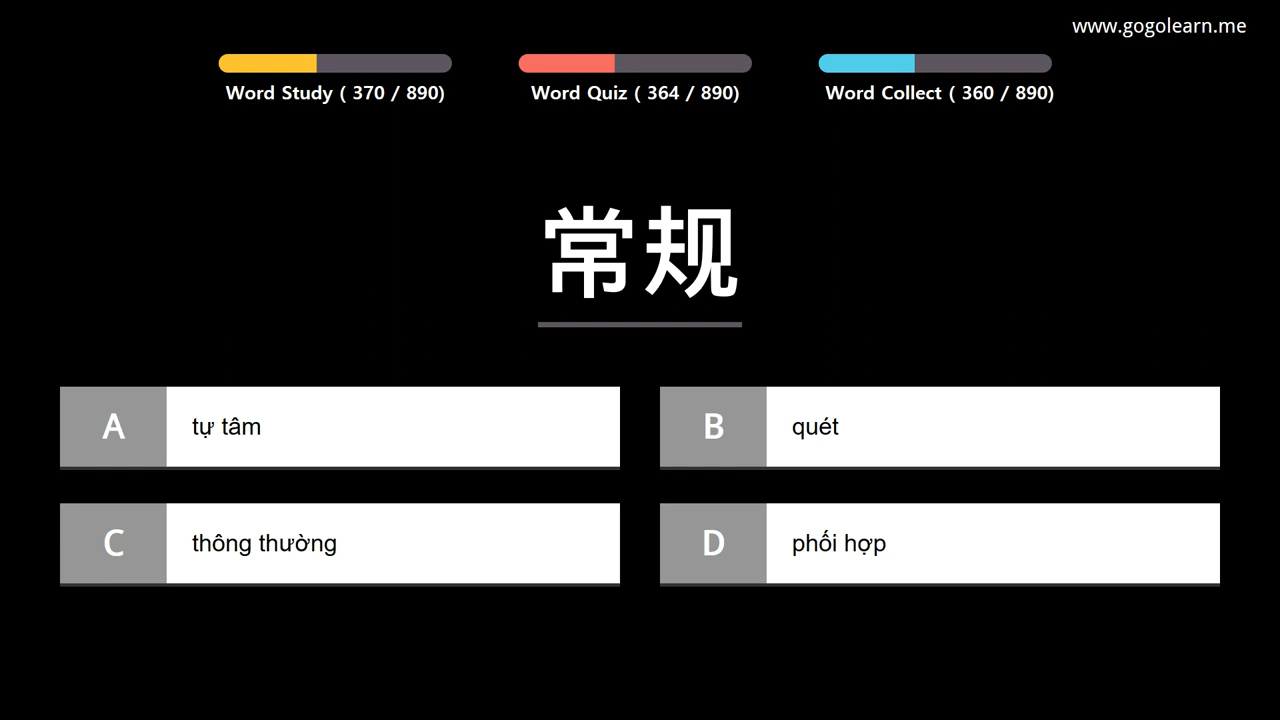 www.gogolearn.me
Word Study ( 370 / 890) Word Quiz ( 364 / 890) Word Collect ( 360 / 890)
常规
A tự tâm B quét
C thông thường D phối hợp